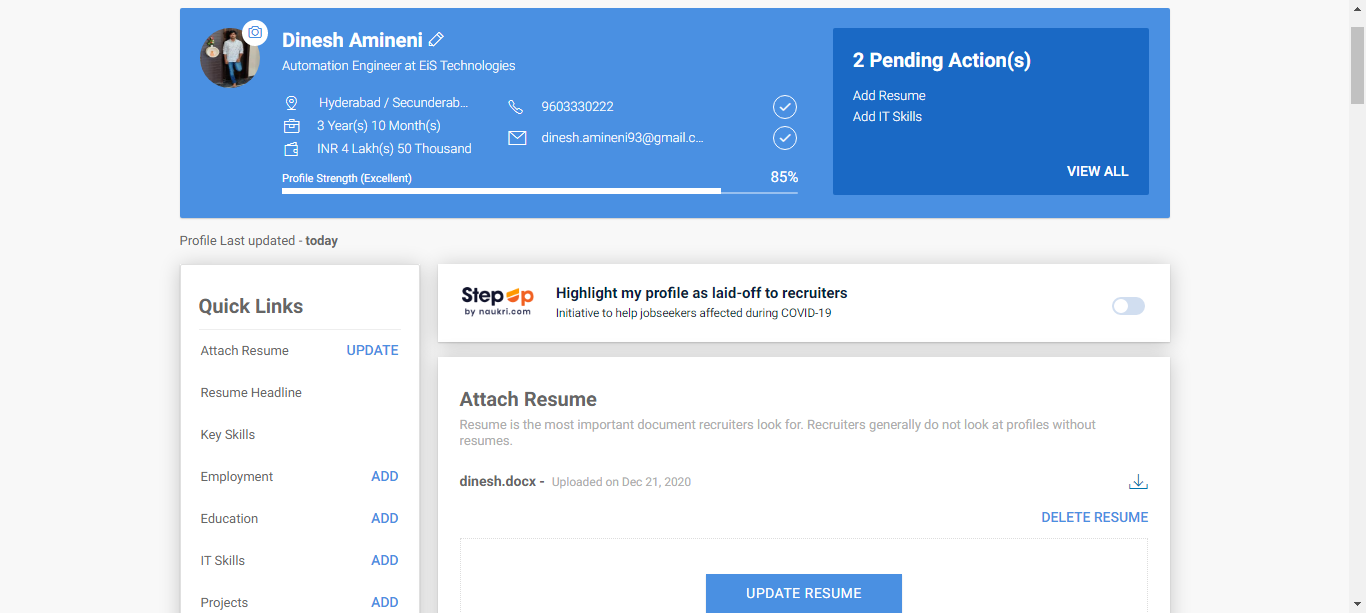 Dinesh Amineni
Automation Engineer at EiS Technologies
Hyderabad / Secunderab...
3 Year(s) 10 Month(s)
INR 4 Lakh(s) 50 Thousand
9603330222
dinesh.amineni93@gmail.c...
Profile Strength (Excellent)
85%
2 Pending Action(s)
Add Resume
Add IT Skills
VIEW ALL
Profile Last updated - today
Quick Links
Attach Resume UPDATE
Resume Headline
Key Skills
Employment ADD
Education ADD
IT Skills ADD
Projects ADD
StepUp
by naukri.com
Highlight my profile as laid-off to recruiters
Initiative to help jobseekers affected during COVID-19
Attach Resume
Resume is the most important document recruiters look for. Recruiters generally do not look at profiles without
resumes.
dinesh.docx - Uploaded on Dec 21, 2020
DELETE RESUME
UPDATE RESUME